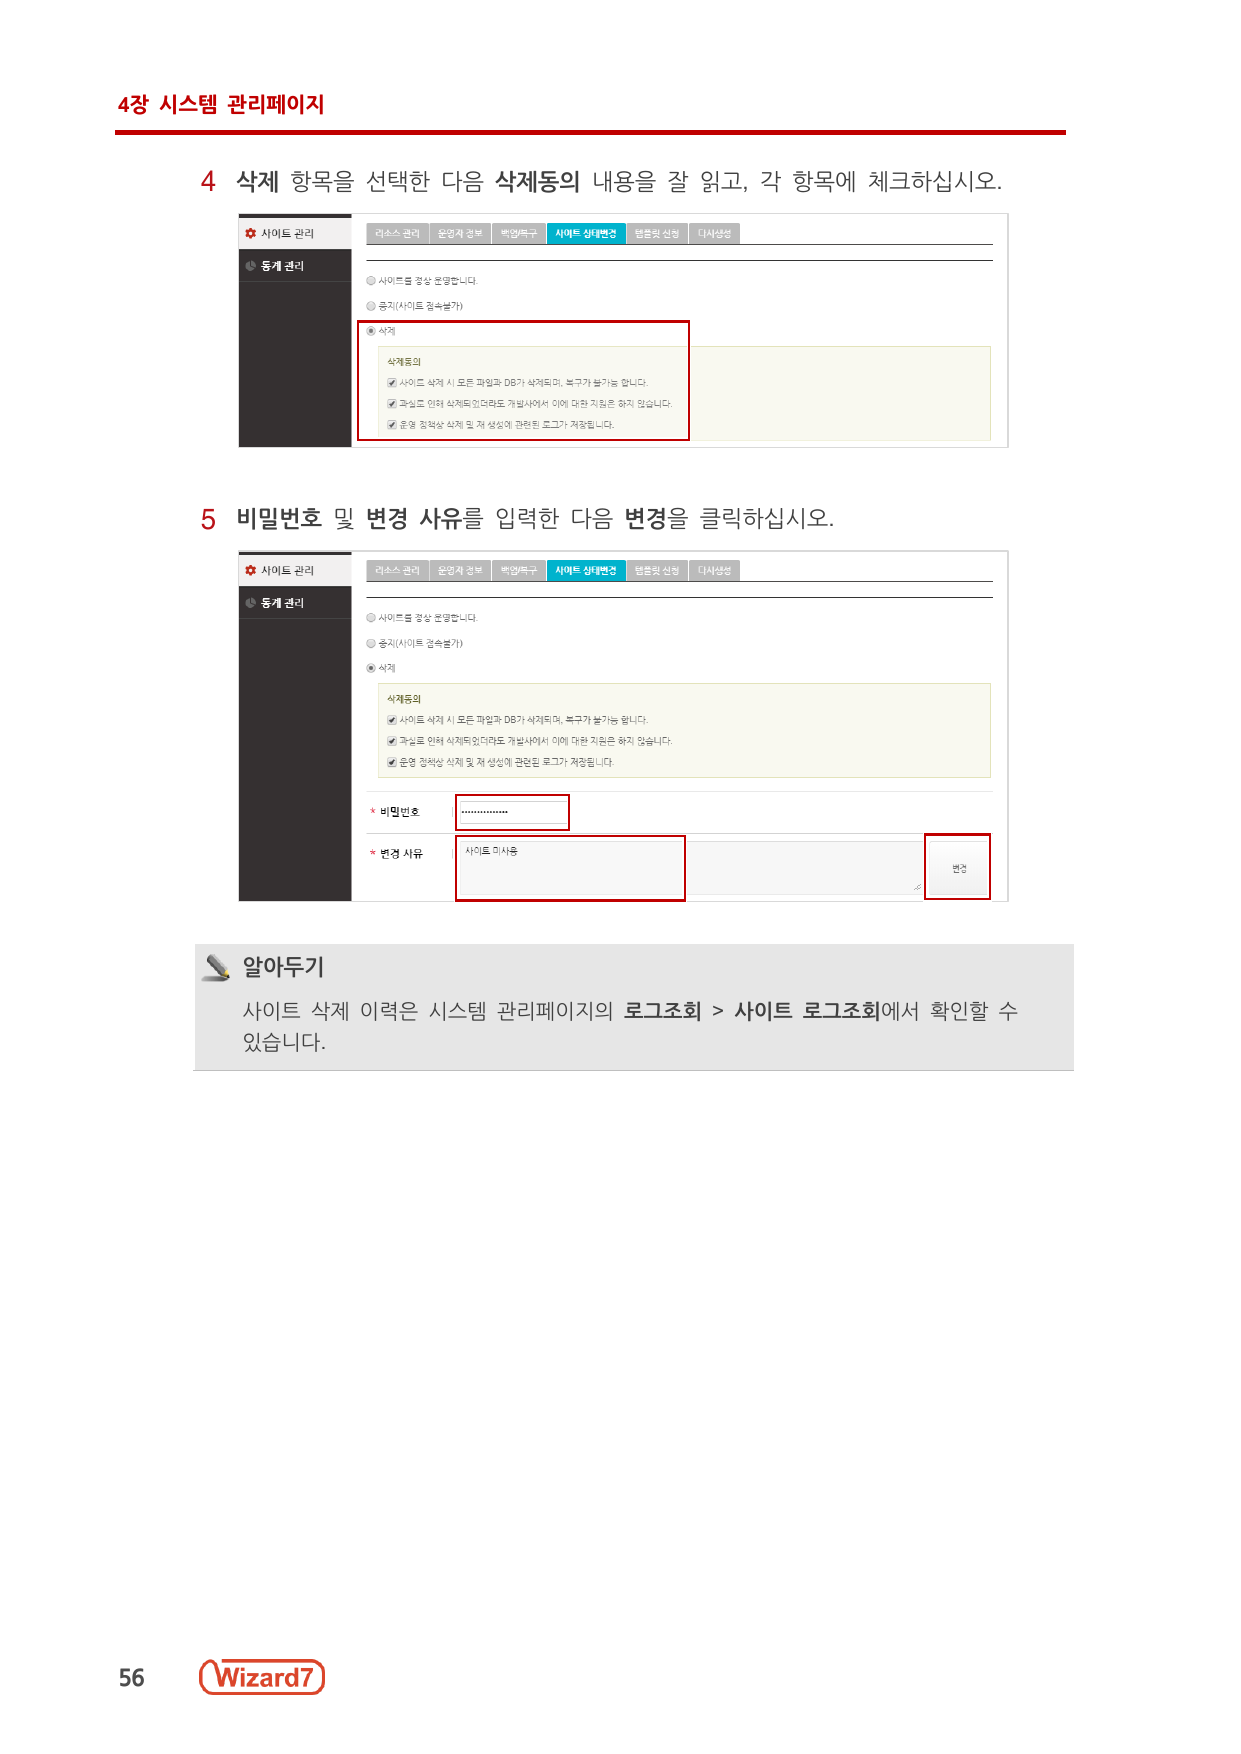 4장 시스템 관리페이지
4 삭제 항목을 선택한 다음 삭제동의 내용을 잘 읽고, 각 항목에 체크하십시오.
사이트 관리
통계 관리
리소스 관리 운영자 정보 백업/복구 사이트 상태변경 템플릿 신청 다시생성
사이트를 정상 운영합니다.
중지(사이트 접속불가)
삭제
삭제동의
사이트 삭제 시 모든 파일과 DB가 삭제되며, 복구가 불가능 합니다.
과실로 인해 삭제되었더라도 개발사에서 이에 대한 지원은 하지 않습니다.
운영 정책상 삭제 및 재 생성에 관련된 로그가 저장됩니다.
5 비밀번호 및 변경 사유를 입력한 다음 변경을 클릭하십시오.
사이트 관리
통계 관리
리소스 관리 운영자 정보 백업/복구 사이트 상태변경 템플릿 신청 다시생성
사이트를 정상 운영합니다.
중지(사이트 접속불가)
삭제
삭제동의
사이트 삭제 시 모든 파일과 DB가 삭제되며, 복구가 불가능 합니다.
과실로 인해 삭제되었더라도 개발사에서 이에 대한 지원은 하지 않습니다.
운영 정책상 삭제 및 재 생성에 관련된 로그가 저장됩니다.
* 비밀번호 ···············
* 변경 사유 사이트 미사용 변경
알아두기
사이트 삭제 이력은 시스템 관리페이지의 로그조회 > 사이트 로그조회에서 확인할 수
있습니다.
56 Wizard7